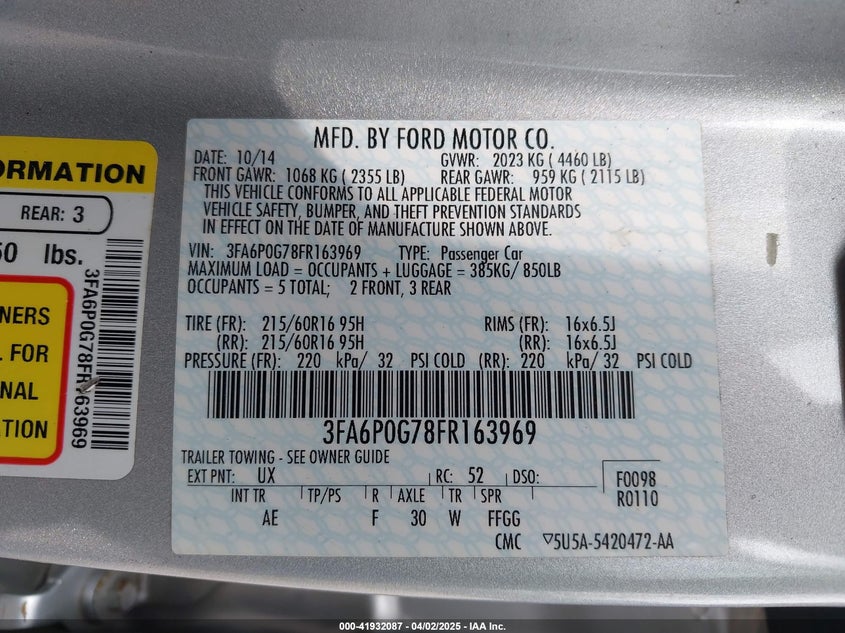 ORMATION
REAR: 3
50 lbs.
NERS
L FOR
NAL
TION
3FA6P0G78FR163969
MFD. BY FORD MOTOR CO.
DATE: 10/14 GVWR: 2023 KG ( 4460 LB)
FRONT GAWR: 1068 KG ( 2355 LB) REAR GAWR: 959 KG ( 2115 LB)
THIS VEHICLE CONFORMS TO ALL APPLICABLE FEDERAL MOTOR
VEHICLE SAFETY, BUMPER, AND THEFT PREVENTION STANDARDS
IN EFFECT ON THE DATE OF MANUFACTURE SHOWN ABOVE.
VIN: 3FA6P0G78FR163969 TYPE: Passenger Car
MAXIMUM LOAD = OCCUPANTS + LUGGAGE = 385KG/ 850LB
OCCUPANTS = 5 TOTAL; 2 FRONT, 3 REAR
TIRE (FR): 215/60R16 95H RIMS (FR): 16x6.5J
(RR): 215/60R16 95H (RR): 16x6.5J
PRESSURE (FR): 220 kPa/ 32 PSI COLD (RR): 220 kPa/ 32 PSI COLD
3FA6P0G78FR163969
TRAILER TOWING - SEE OWNER GUIDE
EXT PNT: UX RC: 52 DSO: F0098
INT TR TP/PS R AXLE TR SPR R0110
AE F 30 W FFGG
CMC ▽5U5A-5420472-AA
000-41932087 - 04/02/2025 - IAA Inc.